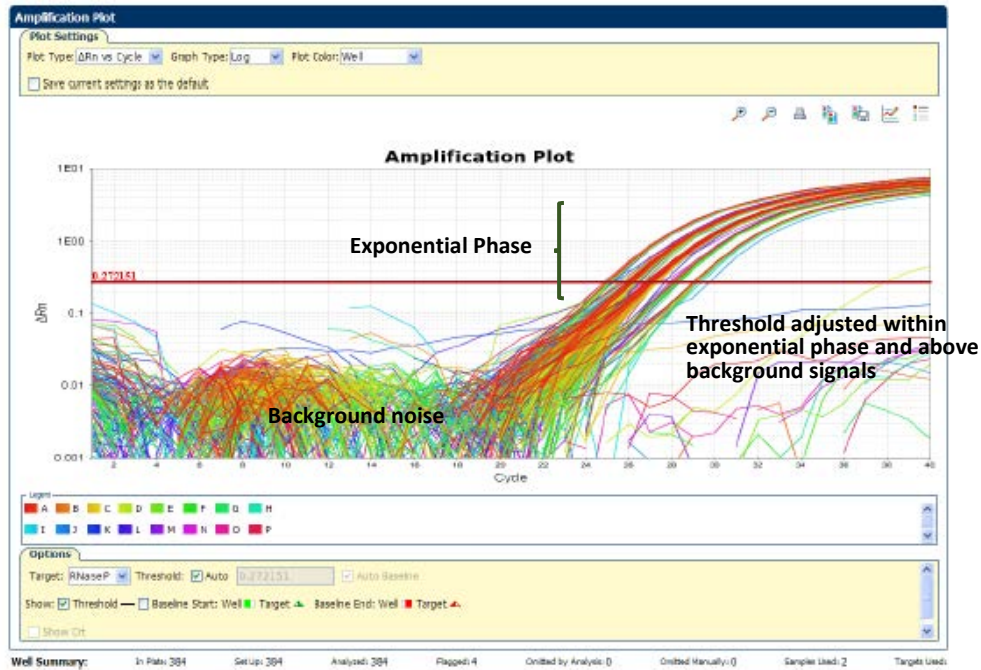 Amplification Plot
Plot Settings
Plot Type: ΔRn vs Cycle Graph Type: Log Plot Color: Well
Save current settings as the default
Amplification Plot
1E01
1E00
0.272151
0.1
0.01
0.001
ΔRn
Exponential Phase
Threshold adjusted within
exponential phase and above
background signals
Background noise
2 4 6 8 10 12 14 16 18 20 22 24 26 28 30 32 34 36 38 40
Cycle
Legend
A B C D E F G H
I J K L M N O P
Options
Target: RNaseP Threshold: Auto 0.272151 Auto Baseline
Show: Threshold Baseline Start: Well Target Baseline End: Well Target
Show Crt
Well Summary: In Plate: 384 Set Up: 384 Analyzed: 384 Flagged: 4 Omitted by Analysis: 0 Omitted Manually: 0 Samples Used: 2 Targets Used: